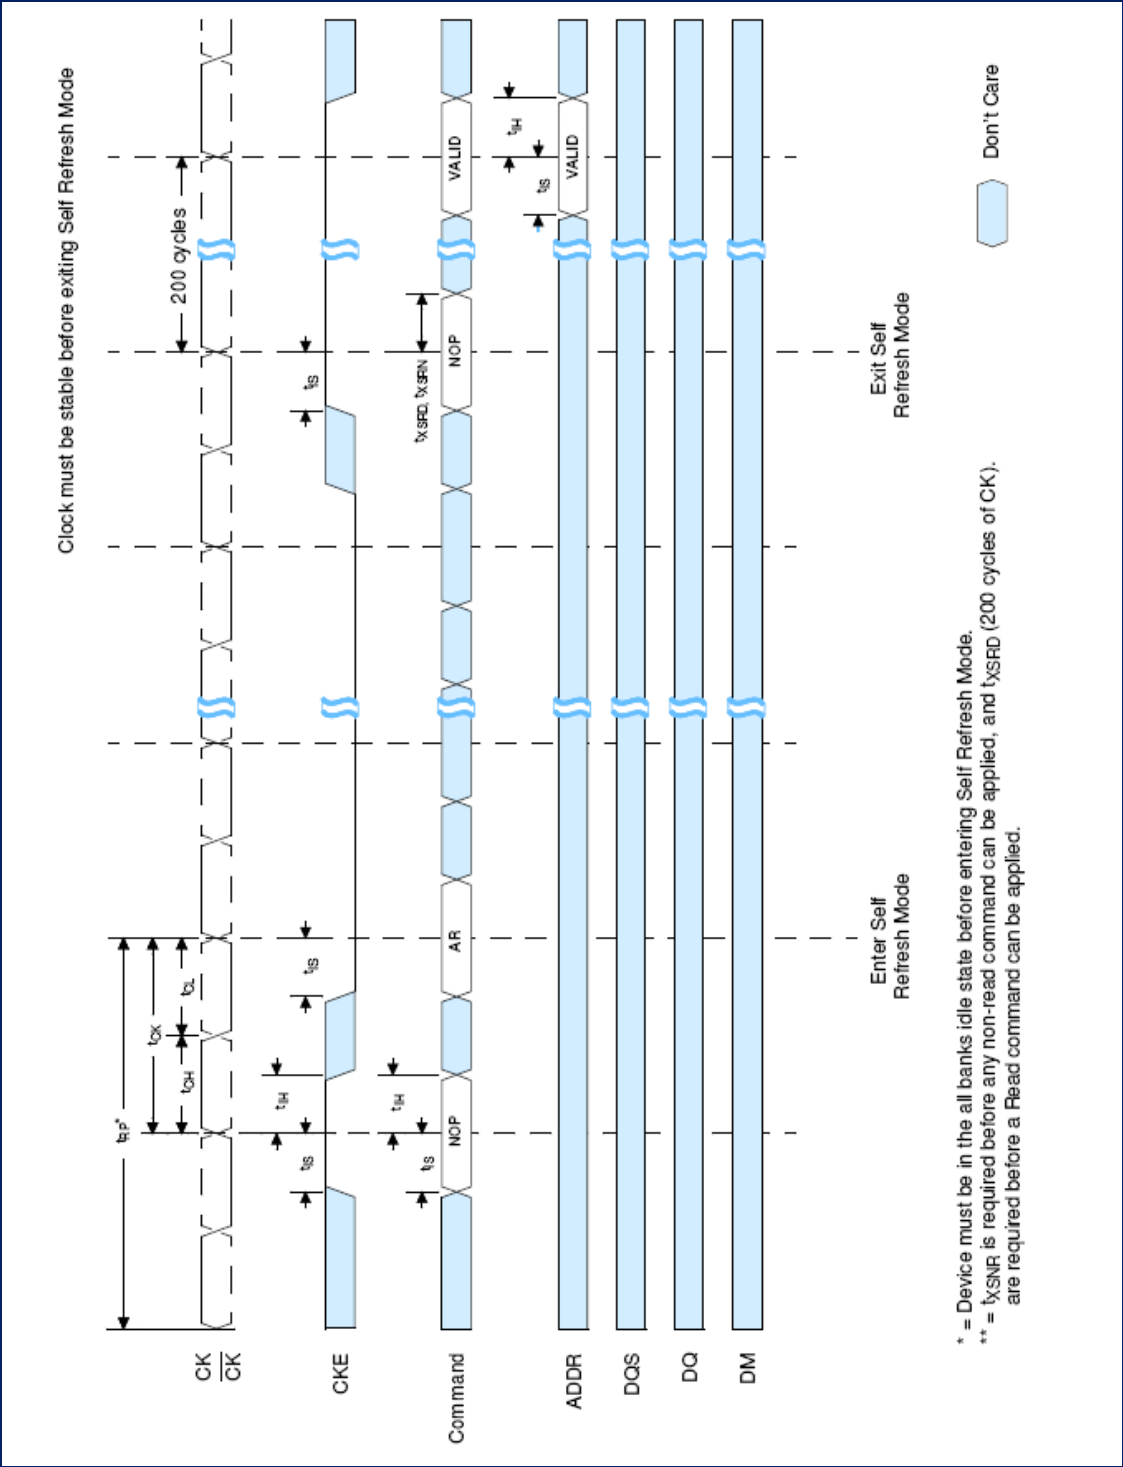 Clock must be stable before exiting Self Refresh Mode
tRP*
tCK
tCH
tCL
200 cycles
CK
CK
tIS
tIH
tIS
tIS
CKE
tIS
tIH
tXSRD, tXSRN
Command
NOP
AR
NOP
VALID
tIS
tIH
ADDR
VALID
DQS
DQ
DM
Enter Self
Refresh Mode
Exit Self
Refresh Mode
* = Device must be in the all banks idle state before entering Self Refresh Mode.
** = tXSNR is required before any non-read command can be applied, and tXSRD (200 cycles of CK).
are required before a Read command can be applied.
Don't Care